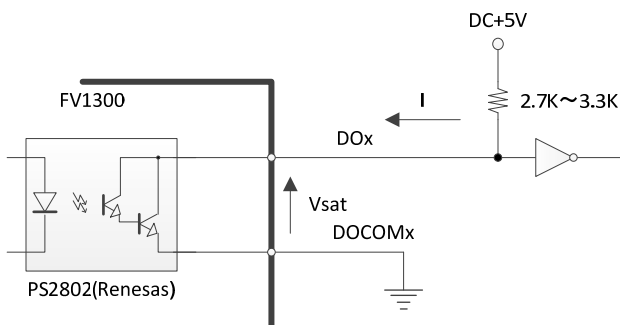 DC+5V
FV1300
I
2.7K～3.3K
DOx
Vsat
DOCOMx
PS2802(Renesas)